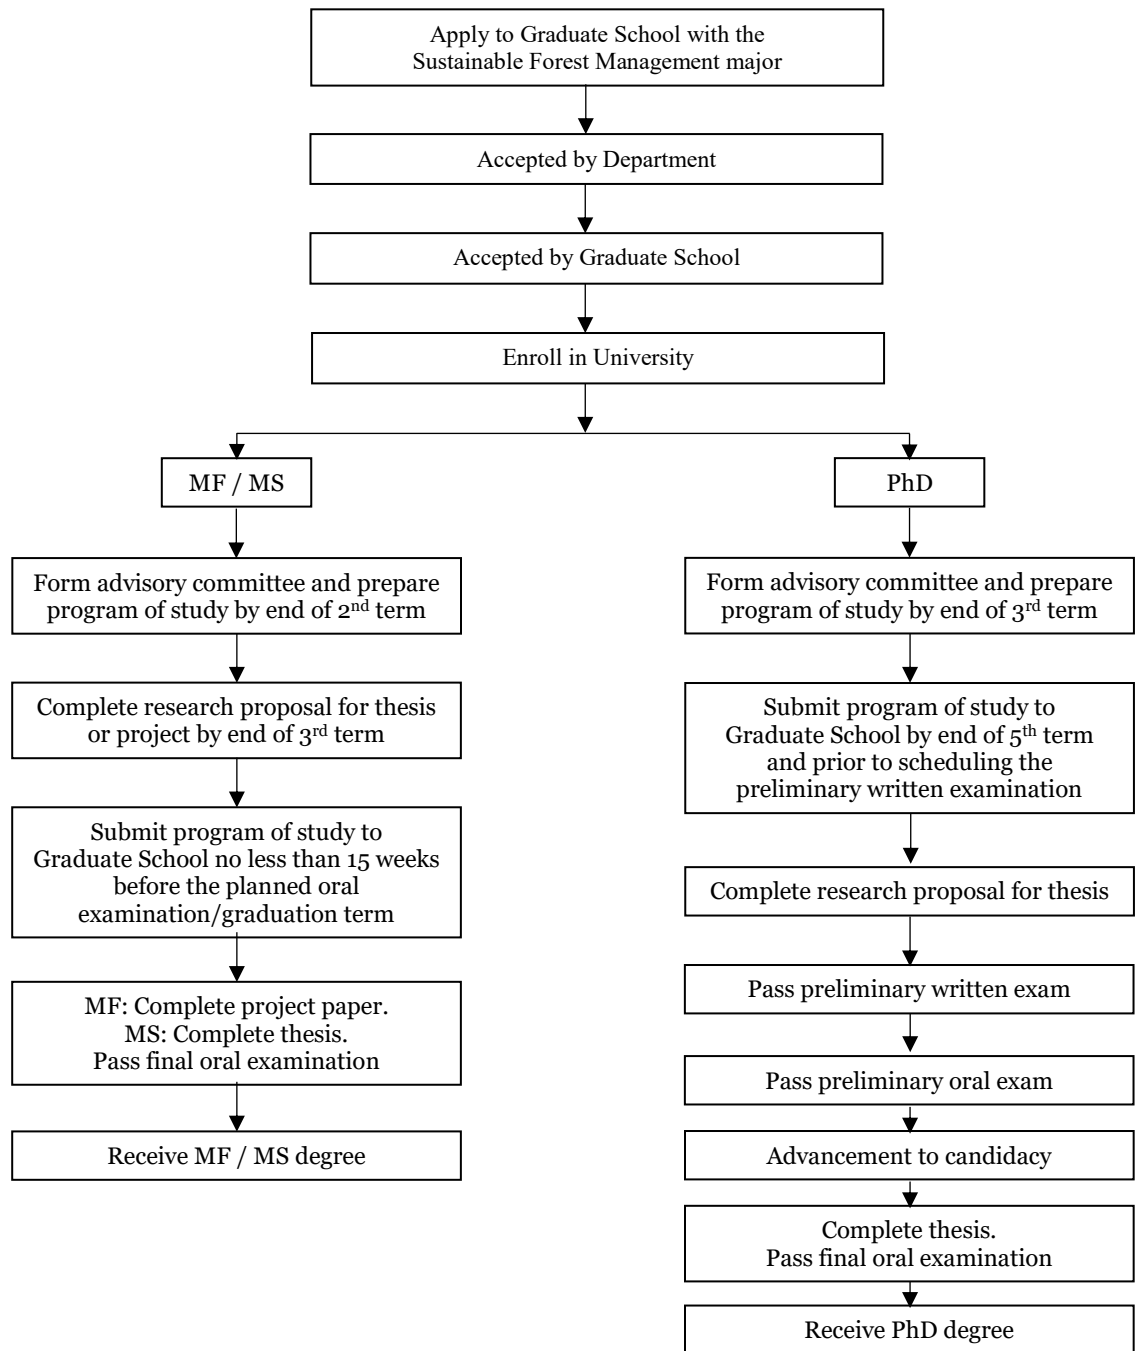 Apply to Graduate School with the
Sustainable Forest Management major
Accepted by Department
Accepted by Graduate School
Enroll in University
MF / MS
Form advisory committee and prepare
program of study by end of 2nd term
Complete research proposal for thesis
or project by end of 3rd term
Submit program of study to
Graduate School no less than 15 weeks
before the planned oral
examination/graduation term
MF: Complete project paper.
MS: Complete thesis.
Pass final oral examination
Receive MF / MS degree
PhD
Form advisory committee and prepare
program of study by end of 3rd term
Submit program of study to
Graduate School by end of 5th term
and prior to scheduling the
preliminary written examination
Complete research proposal for thesis
Pass preliminary written exam
Pass preliminary oral exam
Advancement to candidacy
Complete thesis.
Pass final oral examination
Receive PhD degree